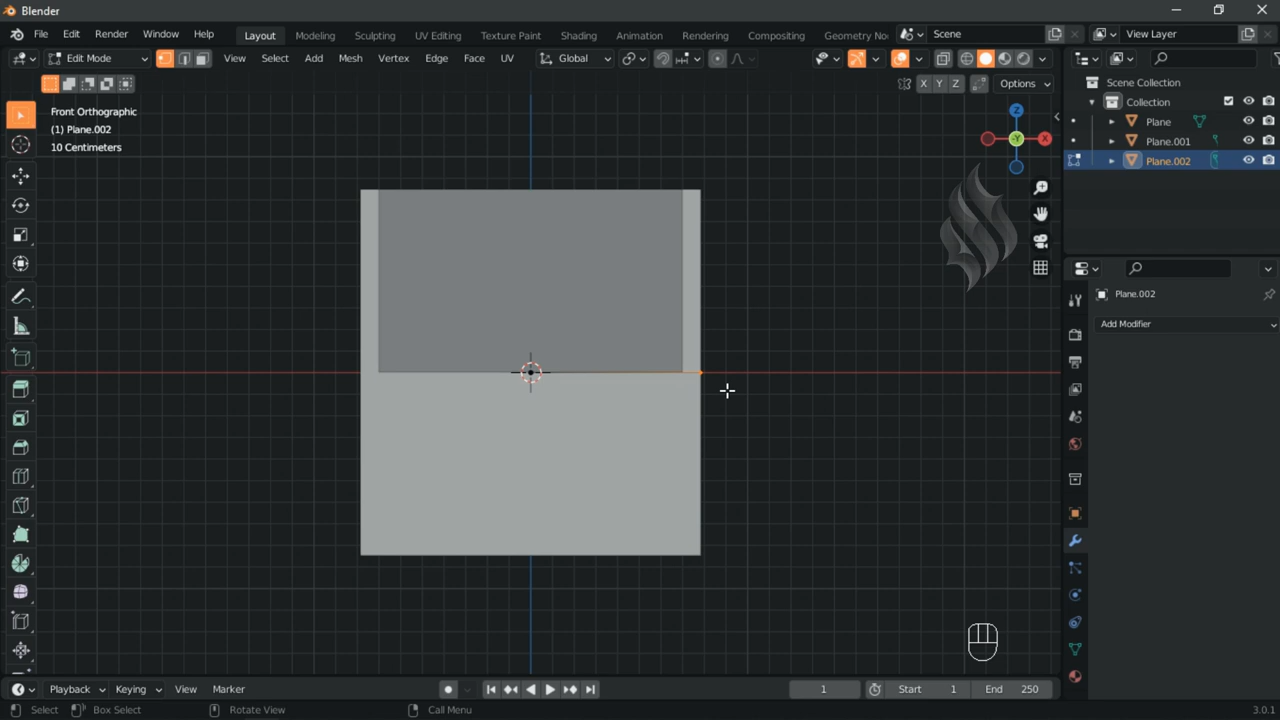 Blender
File Edit Render Window Help Layout Modeling Sculpting UV Editing Texture Paint Shading Animation Rendering Compositing Geometry No Scene View Layer
Edit Mode View Select Add Mesh Vertex Edge Face UV Global
X Y Z Options
Front Orthographic
(1) Plane.002
10 Centimeters
Z
-Y
X
Scene Collection
Collection
Plane
Plane.001
Plane.002
Plane.002
Add Modifier
Playback Keying View Marker 1 Start 1 End 250
Select Box Select Rotate View Call Menu 3.0.1